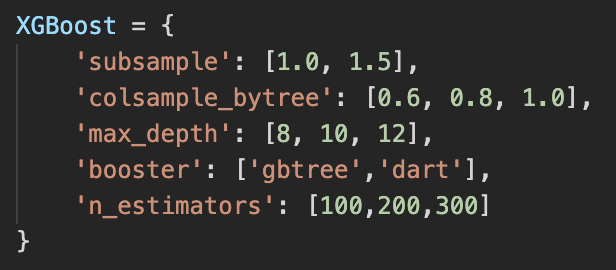 XGBoost = {
    'subsample': [1.0, 1.5],
    'colsample_bytree': [0.6, 0.8, 1.0],
    'max_depth': [8, 10, 12],
    'booster': ['gbtree','dart'],
    'n_estimators': [100,200,300]
}